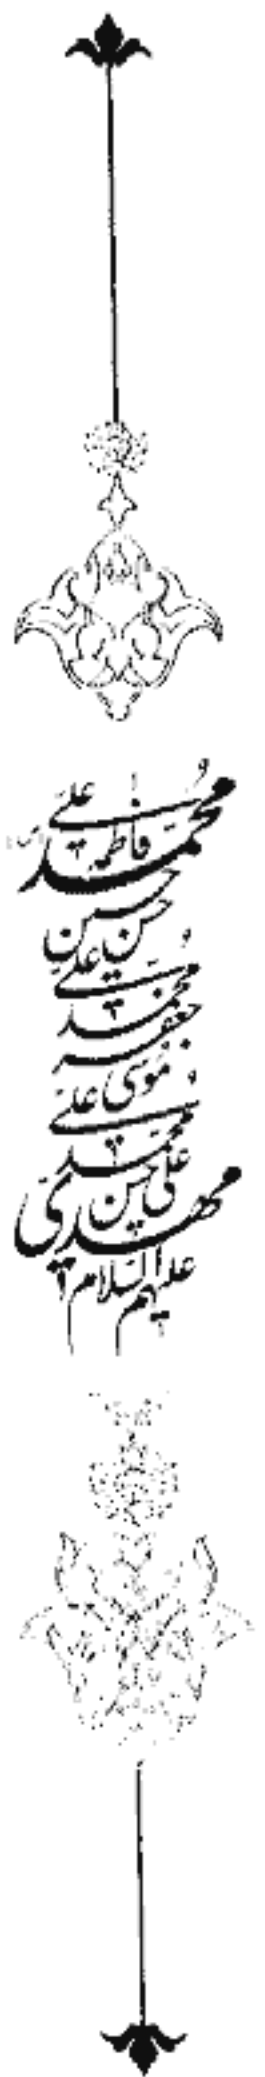 محمد
علی فاطمه
حسن حسین
علی
محمد
جعفر
موسی علی
محمد
علی حسن
مهدی
علیهم السلام